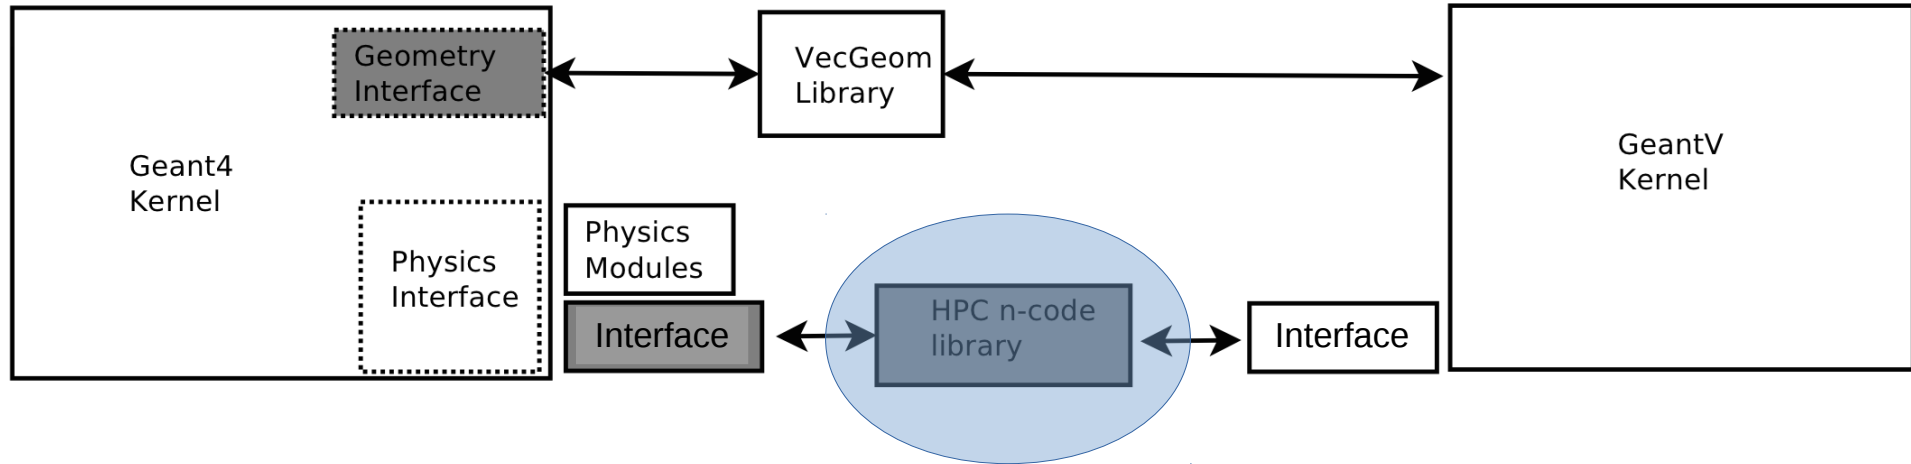 Geometry
Interface
VecGeom
Library
Geant4
Kernel
GeantV
Kernel
Physics
Interface
Physics
Modules
Interface
HPC n-code
library
Interface